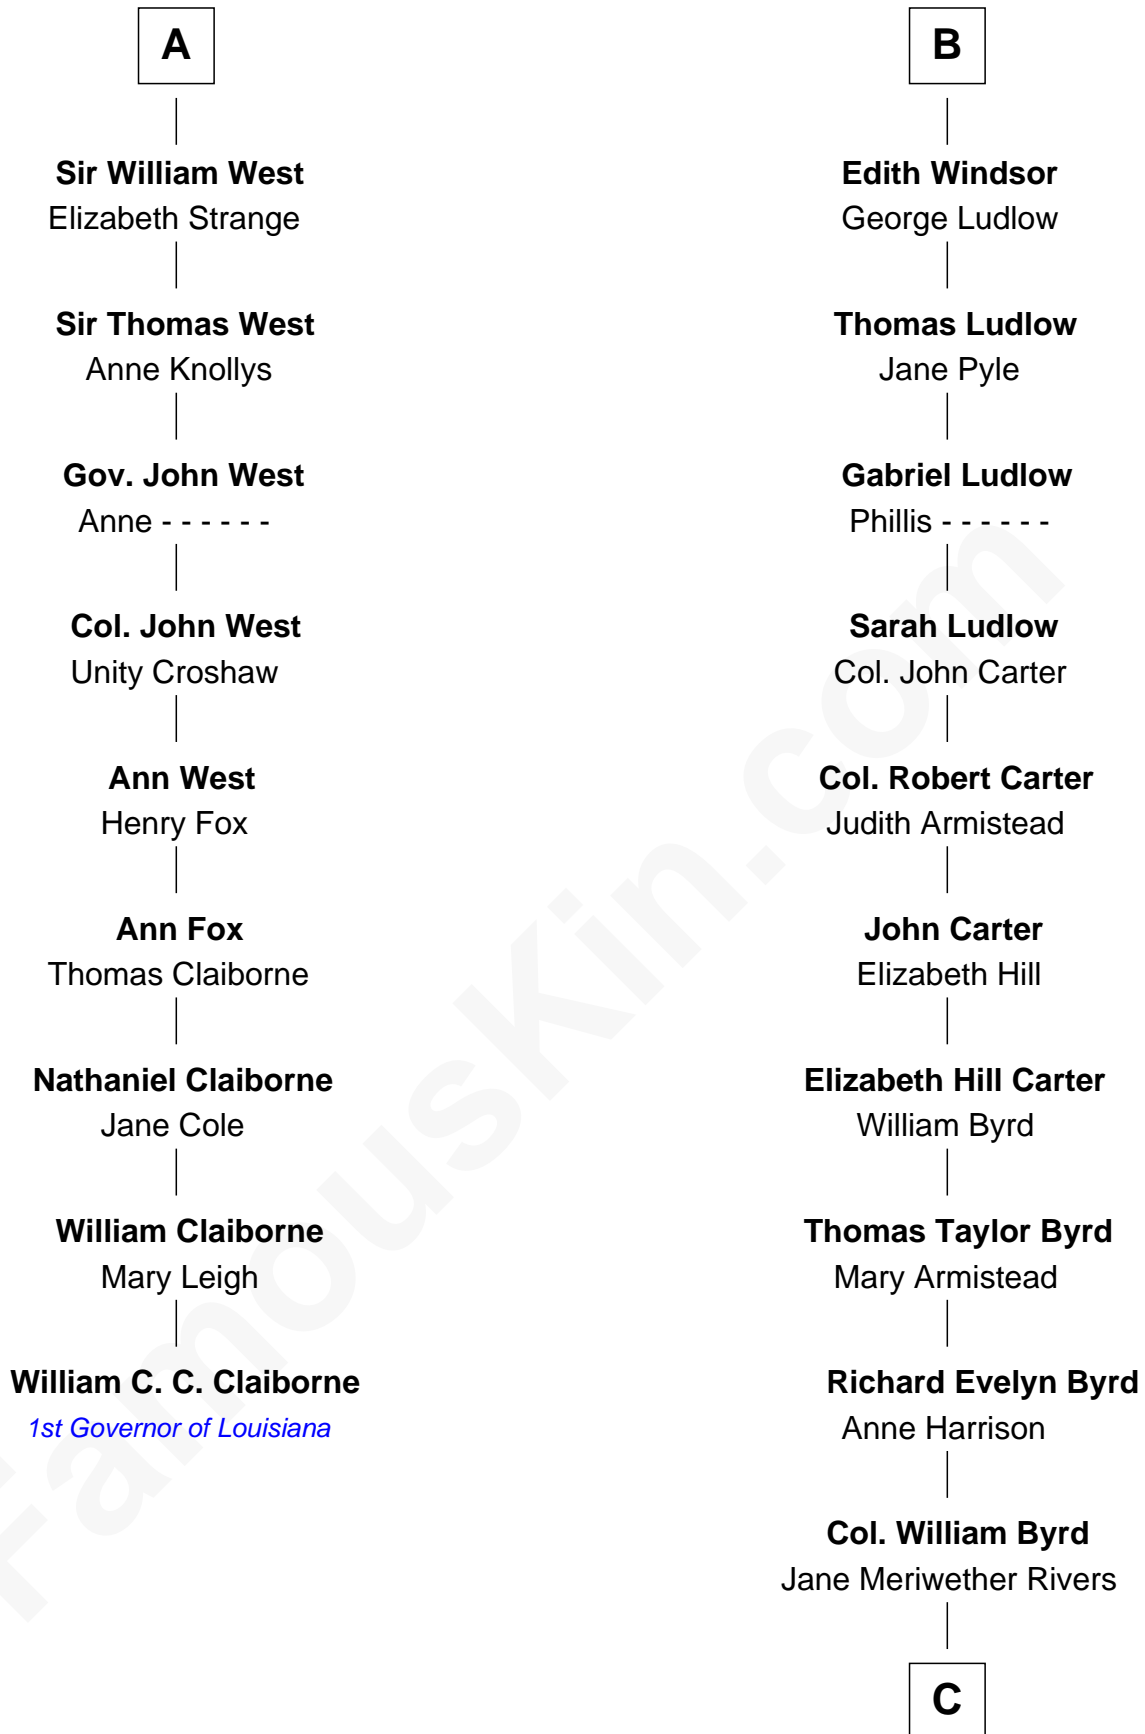 A
Sir William West
Elizabeth Strange
Sir Thomas West
Anne Knollys
Gov. John West
Anne - - - - - -
Col. John West
Unity Croshaw
Ann West
Henry Fox
Ann Fox
Thomas Claiborne
Nathaniel Claiborne
Jane Cole
William Claiborne
Mary Leigh
William C. C. Claiborne
1st Governor of Louisiana
B
Edith Windsor
George Ludlow
Thomas Ludlow
Jane Pyle
Gabriel Ludlow
Phillis - - - - - -
Sarah Ludlow
Col. John Carter
Col. Robert Carter
Judith Armistead
John Carter
Elizabeth Hill
Elizabeth Hill Carter
William Byrd
Thomas Taylor Byrd
Mary Armistead
Richard Evelyn Byrd
Anne Harrison
Col. William Byrd
Jane Meriwether Rivers
C
FamousKin.com